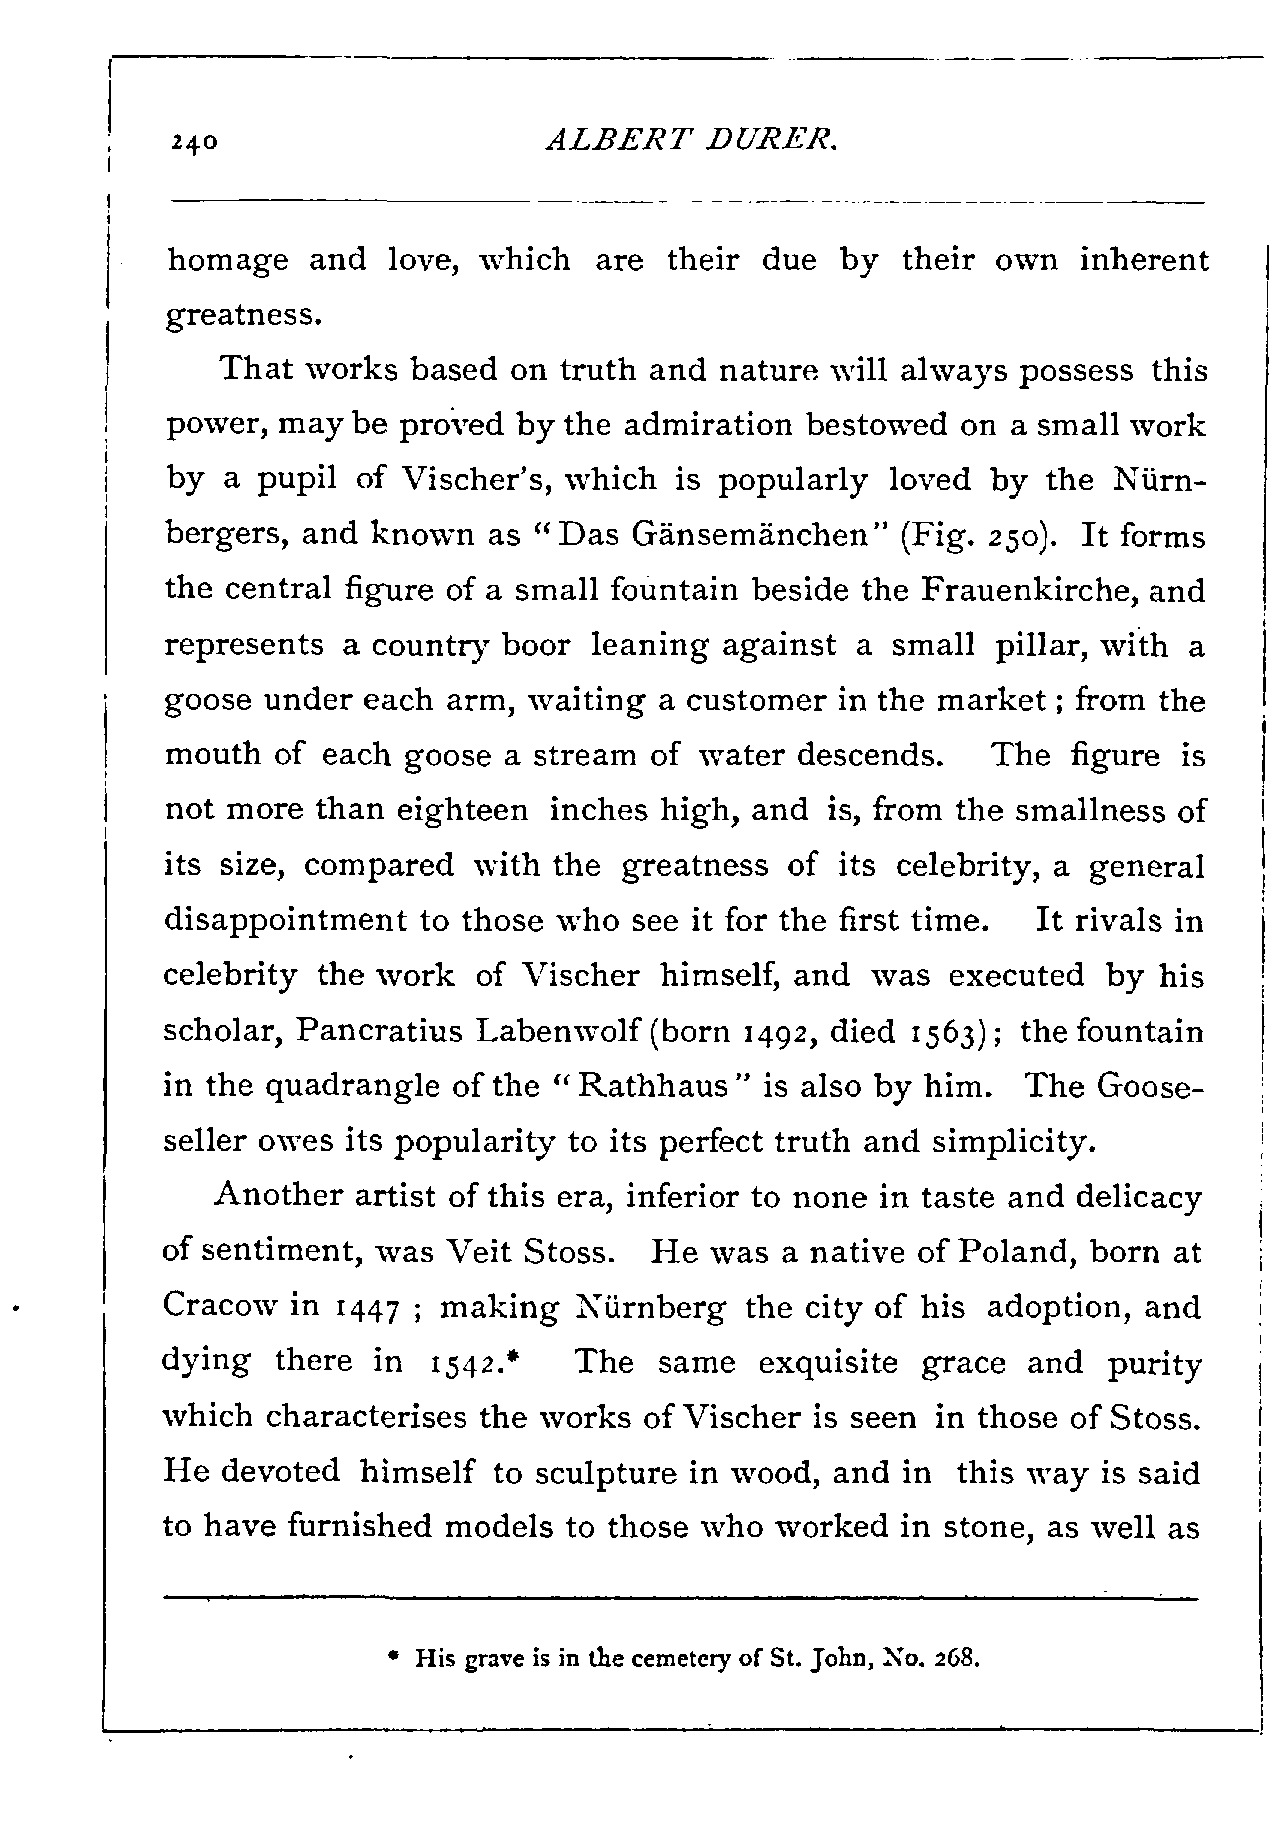 240 ALBERT DURER.
homage and love, which are their due by their own inherent
greatness.
That works based on truth and nature will always possess this
power, may be proved by the admiration bestowed on a small work
by a pupil of Vischer's, which is popularly loved by the Nürn-
bergers, and known as “Das Gänsemänchen” (Fig. 250). It forms
the central figure of a small fountain beside the Frauenkirche, and
represents a country boor leaning against a small pillar, with a
goose under each arm, waiting a customer in the market; from the
mouth of each goose a stream of water descends. The figure is
not more than eighteen inches high, and is, from the smallness of
its size, compared with the greatness of its celebrity, a general
disappointment to those who see it for the first time. It rivals in
celebrity the work of Vischer himself, and was executed by his
scholar, Pancratius Labenwolf (born 1492, died 1563); the fountain
in the quadrangle of the “Rathhaus” is also by him. The Goose-
seller owes its popularity to its perfect truth and simplicity.
Another artist of this era, inferior to none in taste and delicacy
of sentiment, was Veit Stoss. He was a native of Poland, born at
Cracow in 1447; making Nürnberg the city of his adoption, and
dying there in 1542.* The same exquisite grace and purity
which characterises the works of Vischer is seen in those of Stoss.
He devoted himself to sculpture in wood, and in this way is said
to have furnished models to those who worked in stone, as well as
* His grave is in the cemetery of St. John, No. 268.